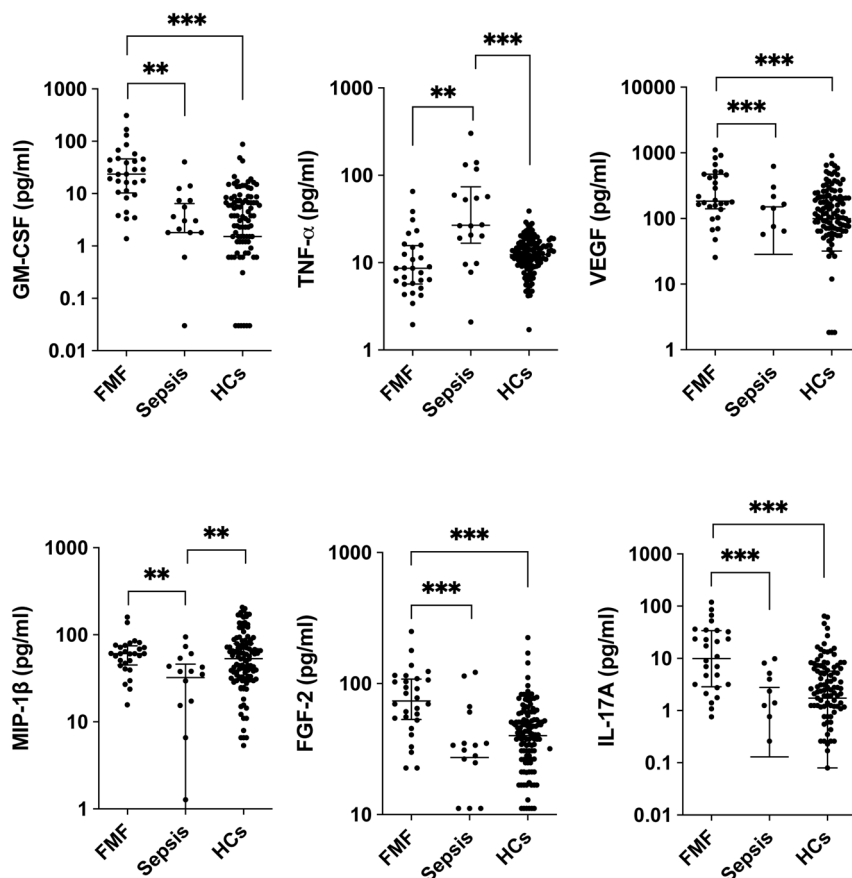 ***
**
1000
100
10
1
0.1
0.01
GM-CSF (pg/ml)
FMF
Sepsis
HCs
***
**
1000
100
10
1
TNF-α (pg/ml)
FMF
Sepsis
HCs
***
***
10000
1000
100
10
1
VEGF (pg/ml)
FMF
Sepsis
HCs
**
**
1000
100
10
1
MIP-1β (pg/ml)
FMF
Sepsis
HCs
***
***
1000
100
10
FGF-2 (pg/ml)
FMF
Sepsis
HCs
***
***
1000
100
10
1
0.1
0.01
IL-17A (pg/ml)
FMF
Sepsis
HCs